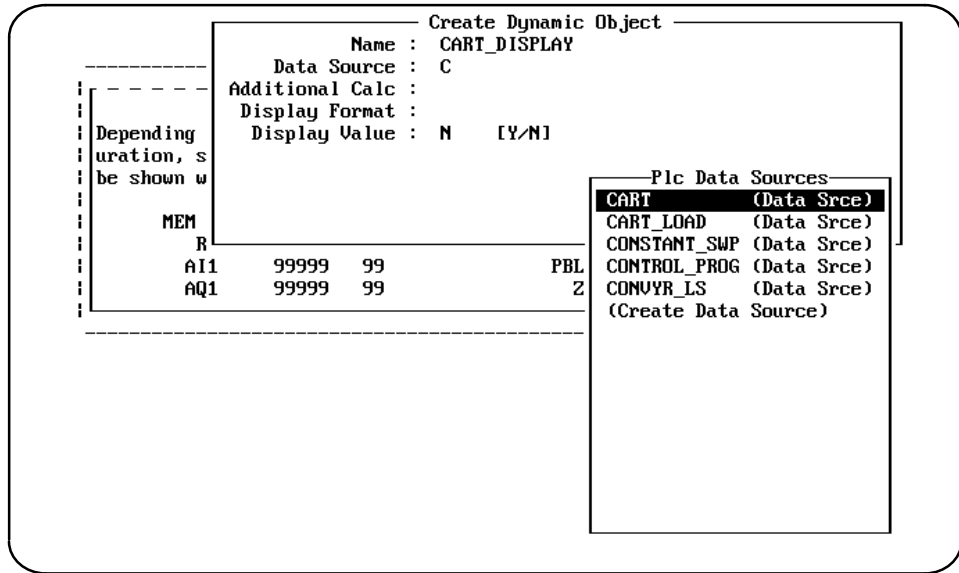 Create Dynamic Object
Name : CART_DISPLAY
Data Source : C
Additional Calc :
Display Format :
Display Value : N [Y/N]
Depending
uration, s
be shown w
MEM
R
AI1 99999 99 PBL
AQ1 99999 99 Z
Plc Data Sources
CART (Data Srce)
CART_LOAD (Data Srce)
CONSTANT_SWP (Data Srce)
CONTROL_PROG (Data Srce)
CONVYR_LS (Data Srce)
(Create Data Source)